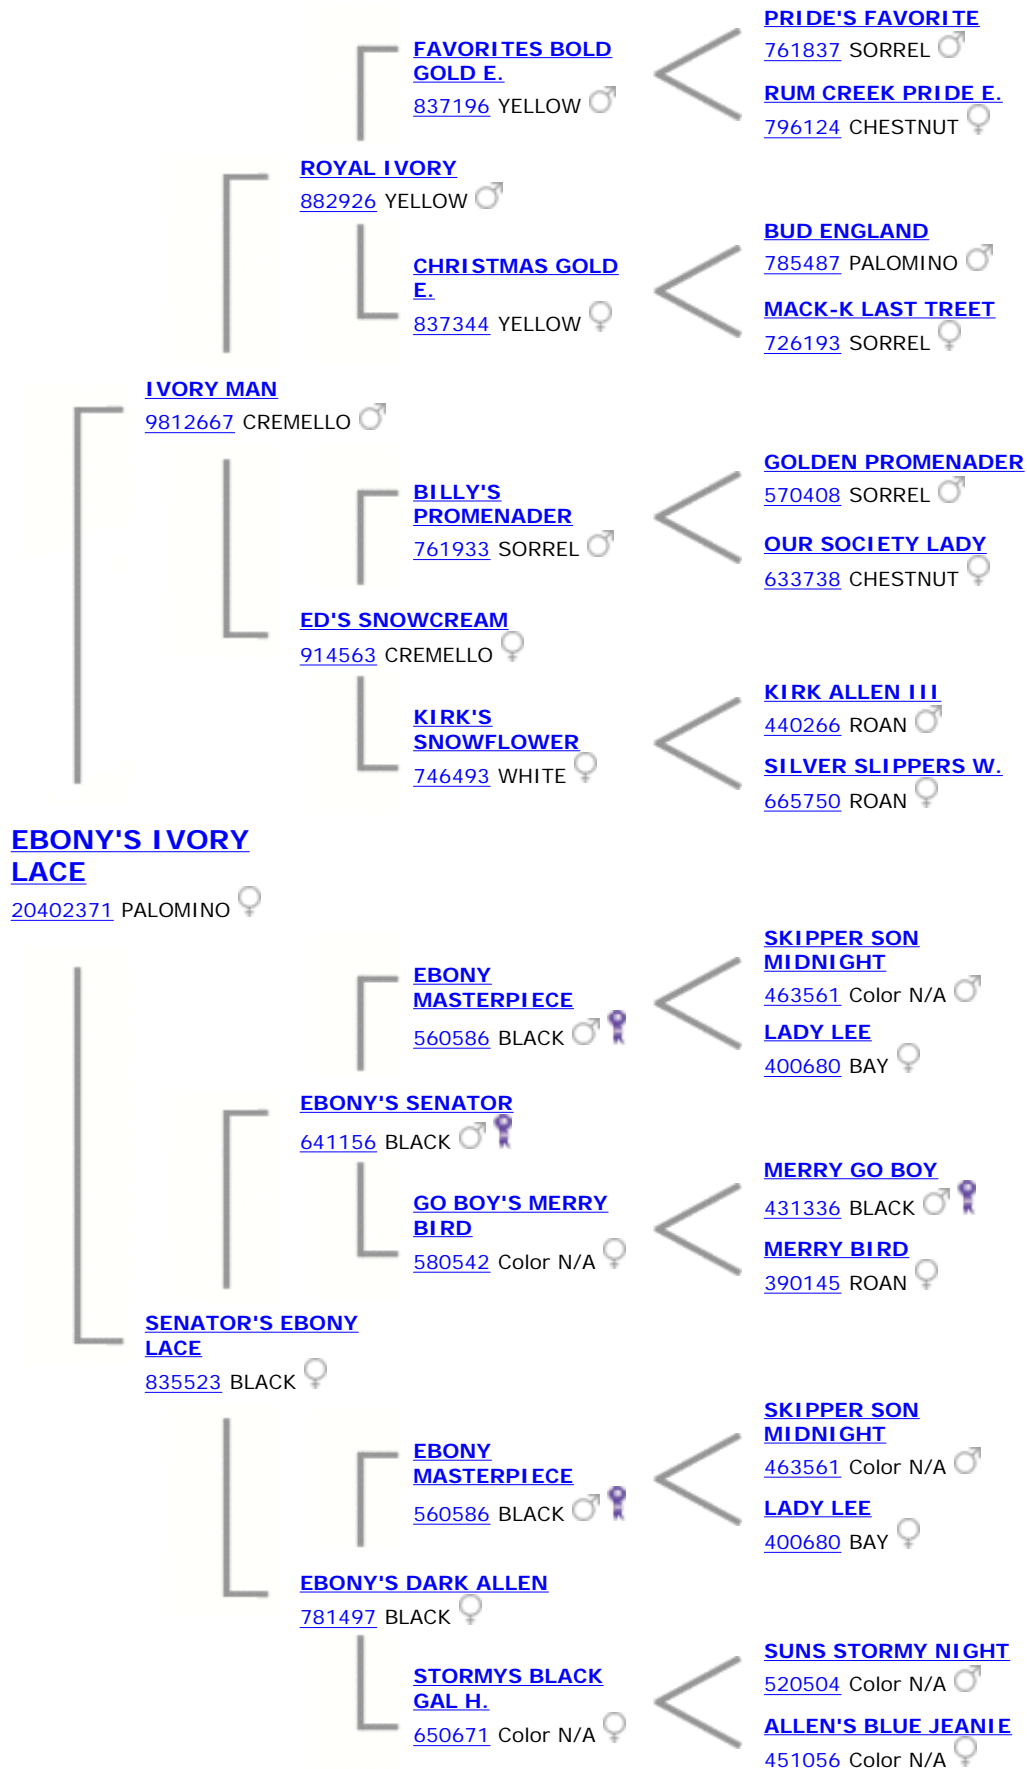 PRIDE'S FAVORITE
761837 SORREL
FAVORITES BOLD
GOLD E.
837196 YELLOW
RUM CREEK PRIDE E.
796124 CHESTNUT
ROYAL IVORY
882926 YELLOW
BUD ENGLAND
785487 PALOMINO
CHRISTMAS GOLD
E.
837344 YELLOW
MACK-K LAST TREET
726193 SORREL
IVORY MAN
9812667 CREMELLO
GOLDEN PROMENADER
570408 SORREL
BILLY'S
PROMENADER
761933 SORREL
OUR SOCIETY LADY
633738 CHESTNUT
ED'S SNOWCREAM
914563 CREMELLO
KIRK ALLEN III
440266 ROAN
KIRK'S
SNOWFLOWER
746493 WHITE
SILVER SLIPPERS W.
665750 ROAN
EBONY'S IVORY
LACE
20402371 PALOMINO
SKIPPER SON
MIDNIGHT
463561 Color N/A
EBONY
MASTERPIECE
560586 BLACK
LADY LEE
400680 BAY
EBONY'S SENATOR
641156 BLACK
MERRY GO BOY
431336 BLACK
GO BOY'S MERRY
BIRD
580542 Color N/A
MERRY BIRD
390145 ROAN
SENATOR'S EBONY
LACE
835523 BLACK
SKIPPER SON
MIDNIGHT
463561 Color N/A
EBONY
MASTERPIECE
560586 BLACK
LADY LEE
400680 BAY
EBONY'S DARK ALLEN
781497 BLACK
SUNS STORMY NIGHT
520504 Color N/A
STORMYS BLACK
GAL H.
650671 Color N/A
ALLEN'S BLUE JEANIE
451056 Color N/A